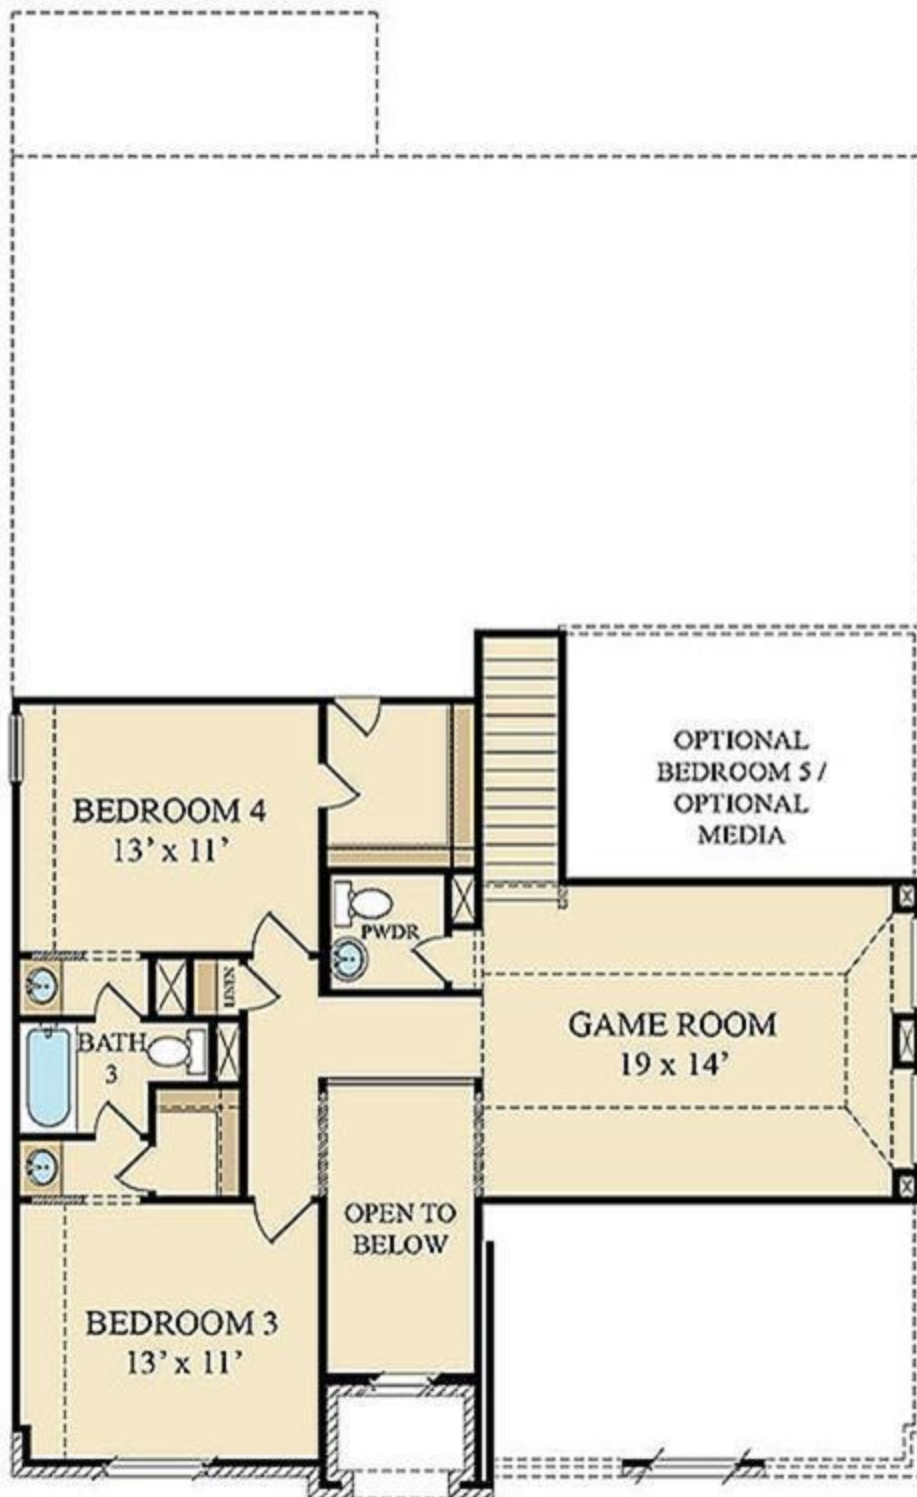 OPTIONAL
BEDROOM 5 /
OPTIONAL
MEDIA
BEDROOM 4
13' x 11'
PWDR
LINEN
GAME ROOM
19 x 14'
BATH
3
OPEN TO
BELOW
BEDROOM 3
13' x 11'